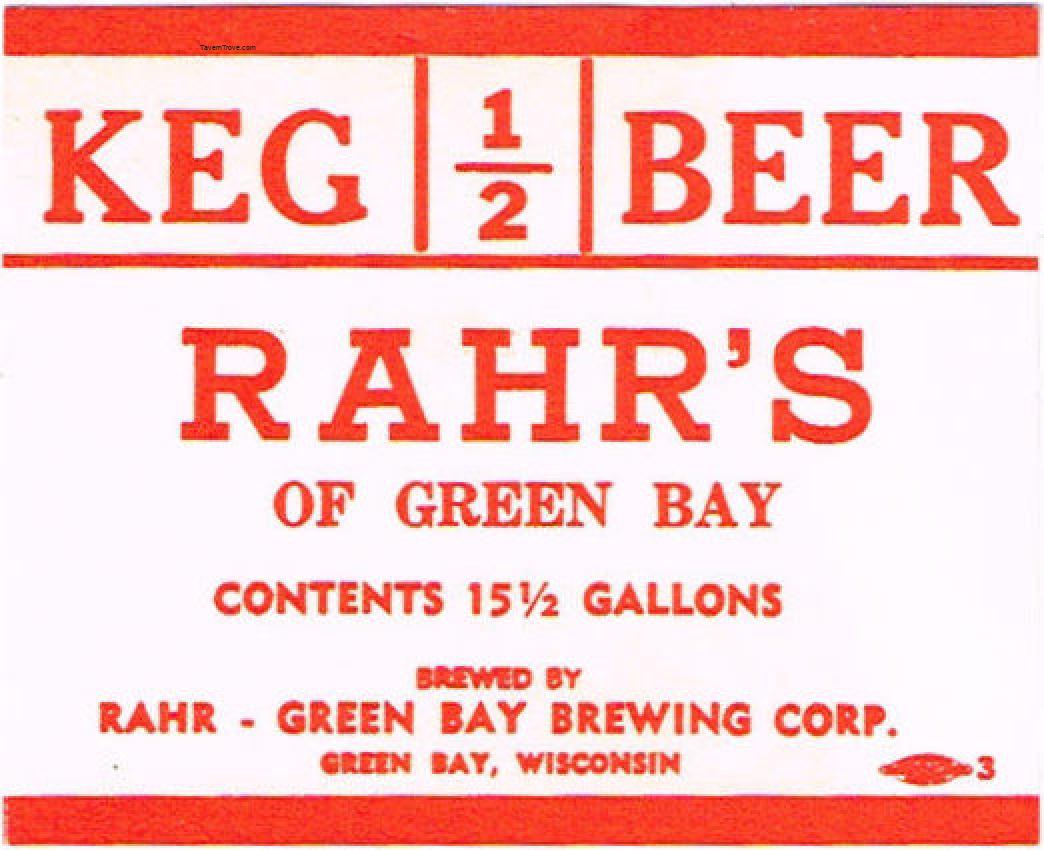 TavernTrove.com
KEG 1/2 BEER
RAHR'S
OF GREEN BAY
CONTENTS 15½ GALLONS
BREWED BY
RAHR - GREEN BAY BREWING CORP.
GREEN BAY, WISCONSIN
3